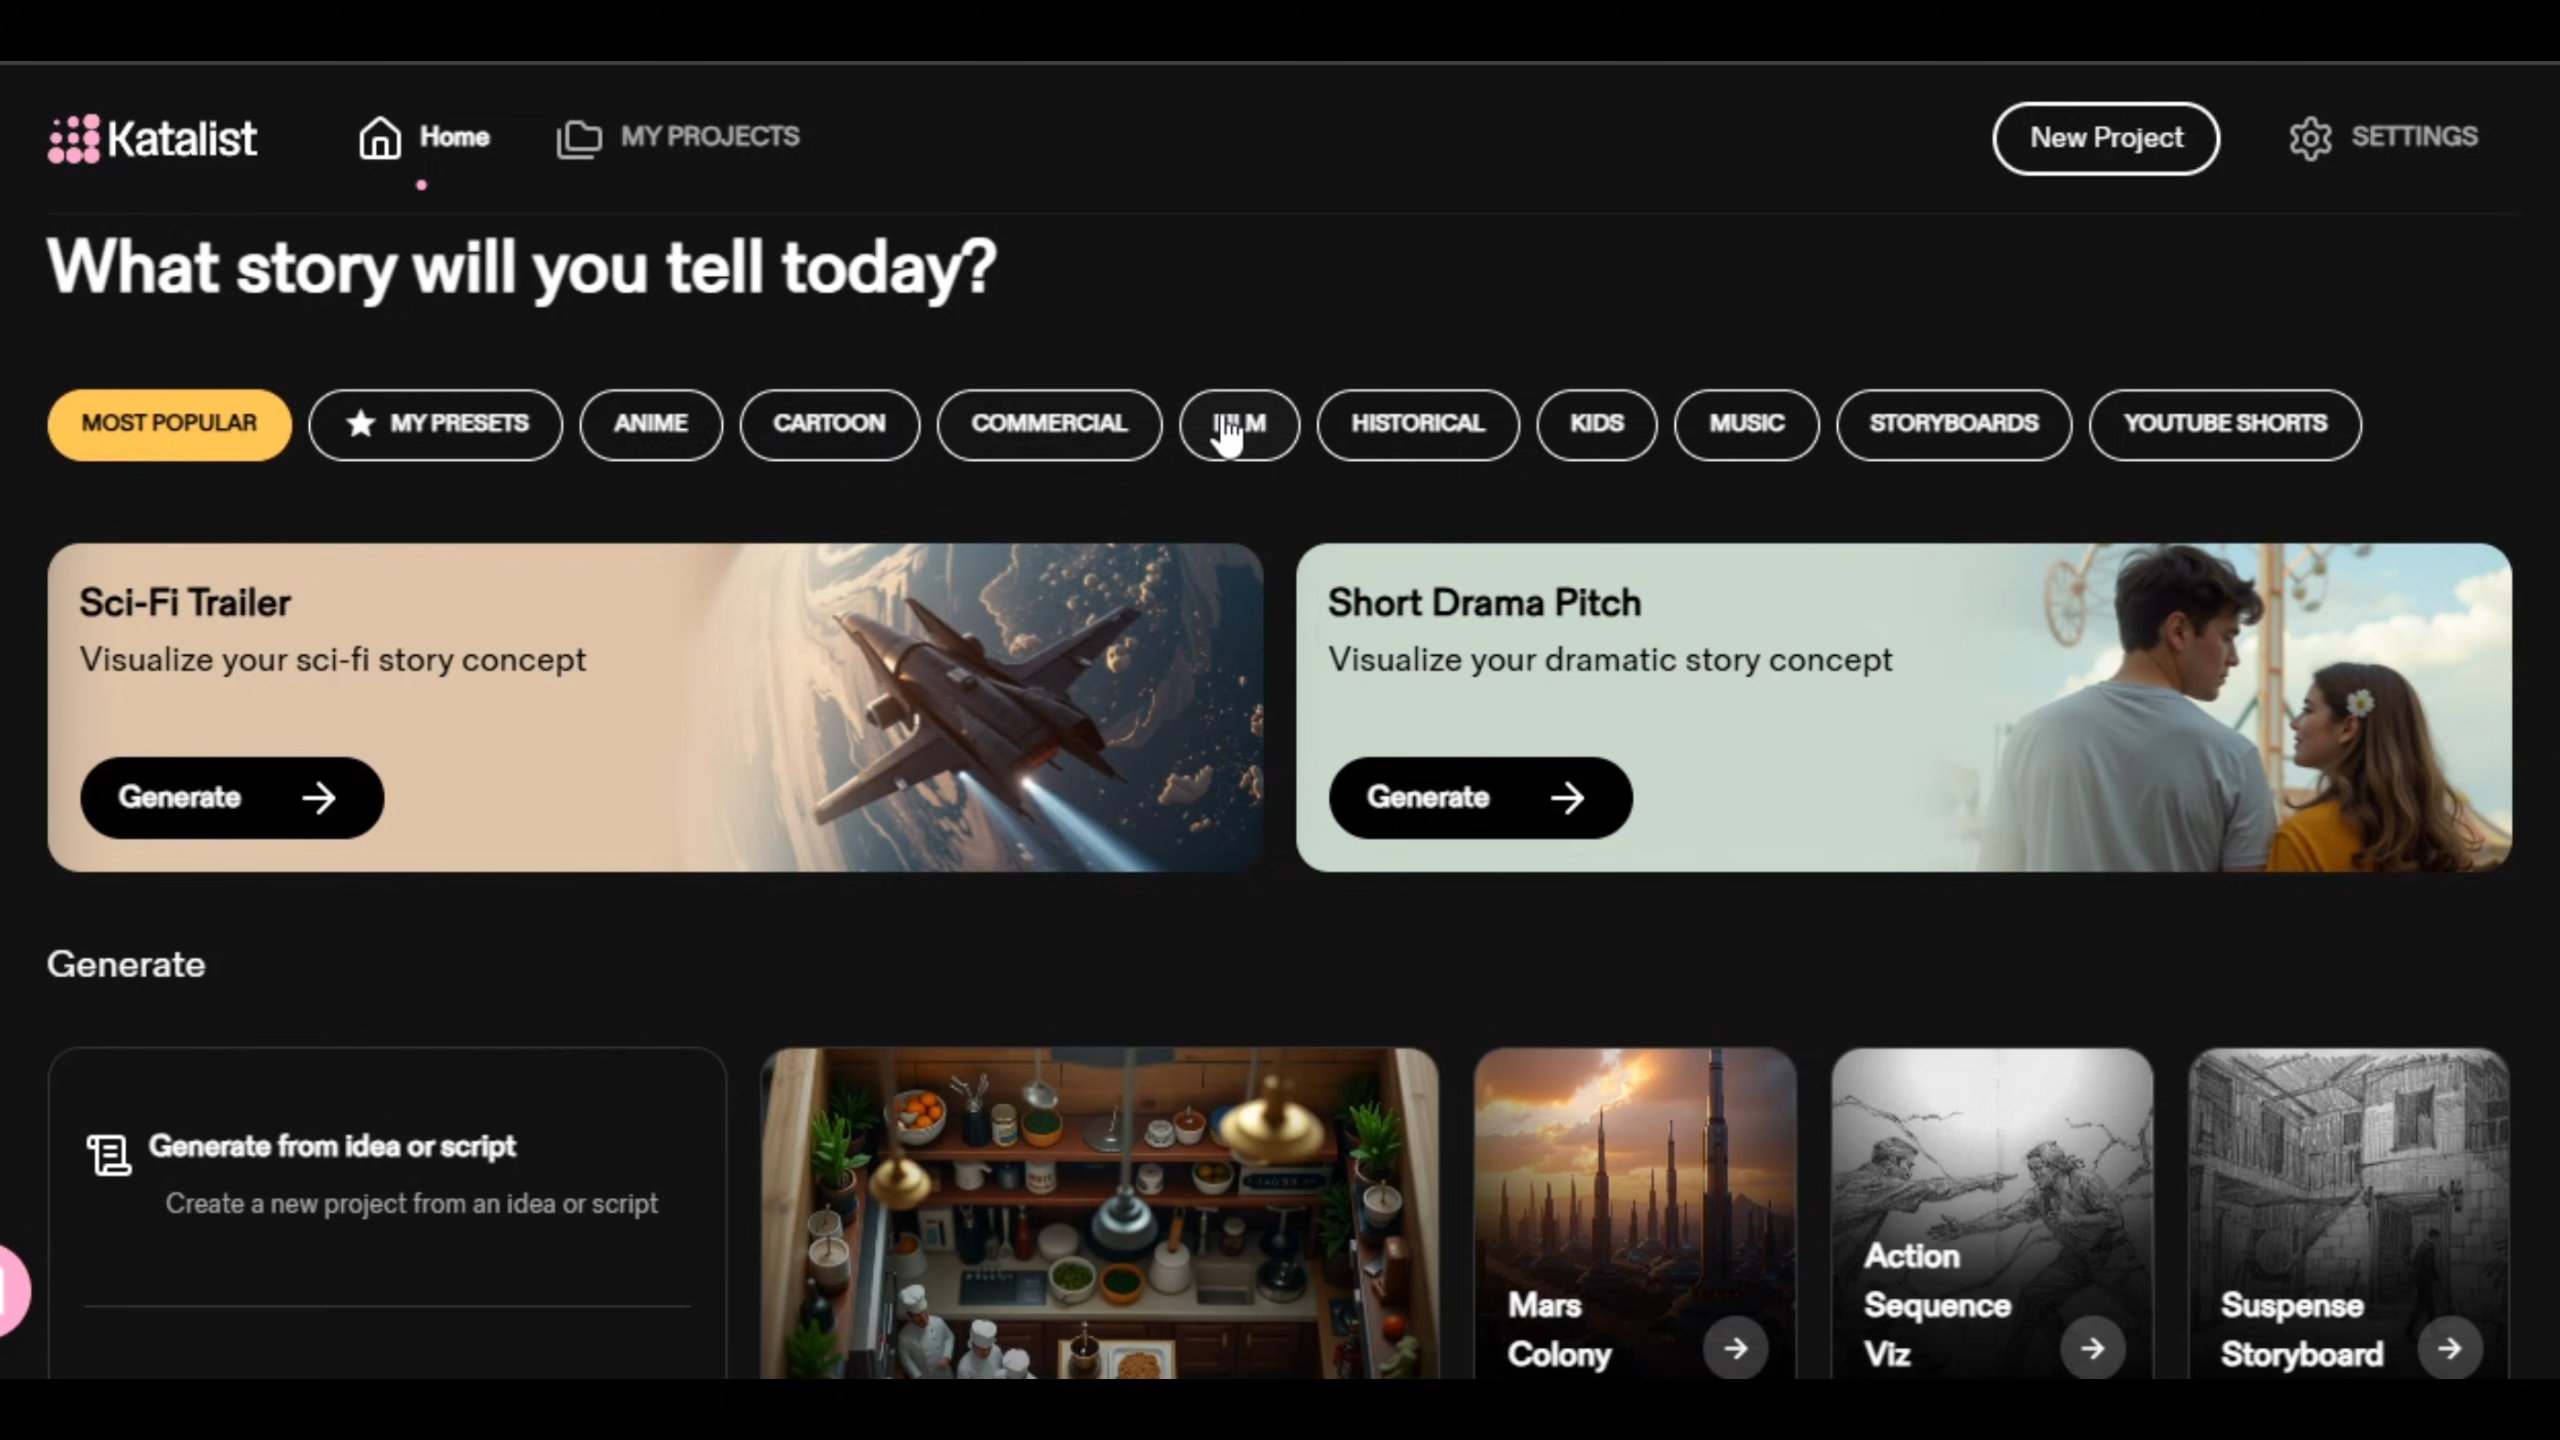 Katalist
Home
MY PROJECTS
New Project
SETTINGS
What story will you tell today?
MOST POPULAR
MY PRESETS
ANIME
CARTOON
COMMERCIAL
HISTORICAL
KIDS
MUSIC
STORYBOARDS
YOUTUBE SHORTS
Sci-Fi Trailer
Visualize your sci-fi story concept
Generate
Short Drama Pitch
Visualize your dramatic story concept
Generate
Generate
Generate from idea or script
Create a new project from an idea or script
Mars
Colony
Action
Sequence
Viz
Suspense
Storyboard